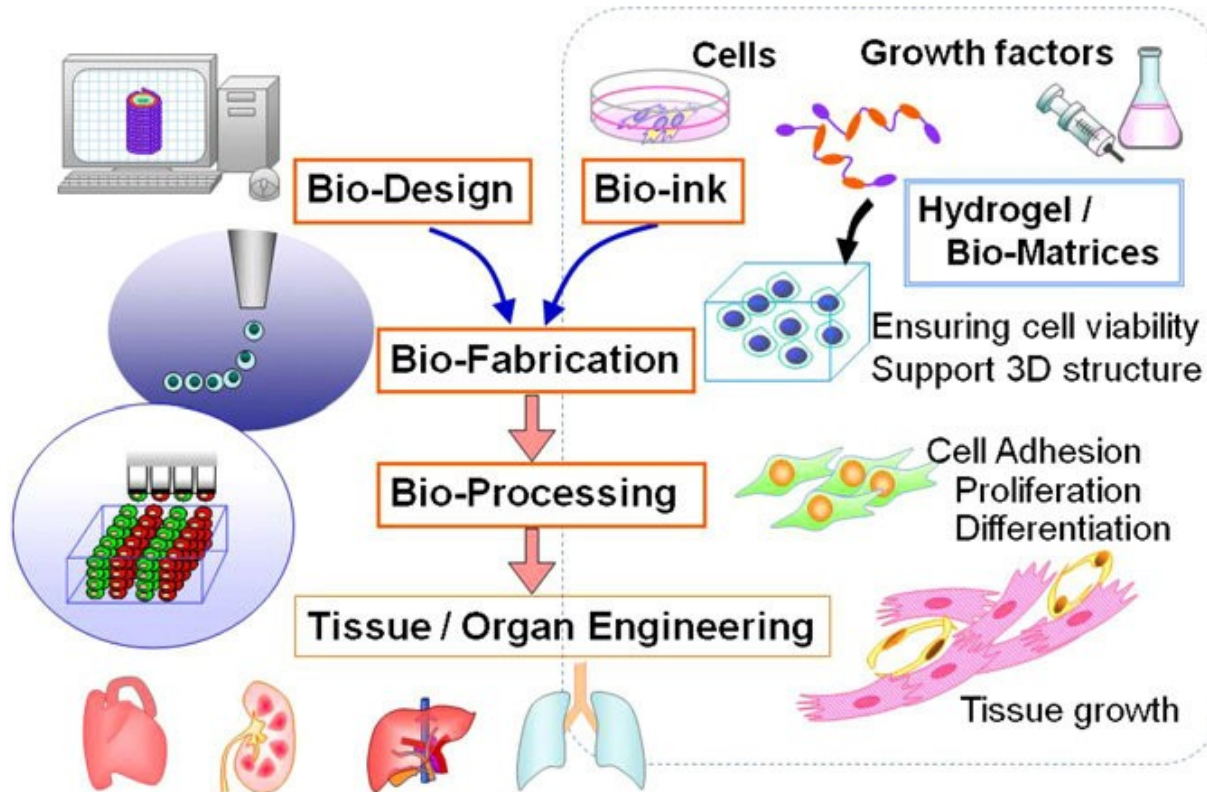 Cells
Growth factors
Bio-Design
Bio-ink
Hydrogel /
Bio-Matrices
Ensuring cell viability
Support 3D structure
Bio-Fabrication
Bio-Processing
Cell Adhesion
Proliferation
Differentiation
Tissue / Organ Engineering
Tissue growth